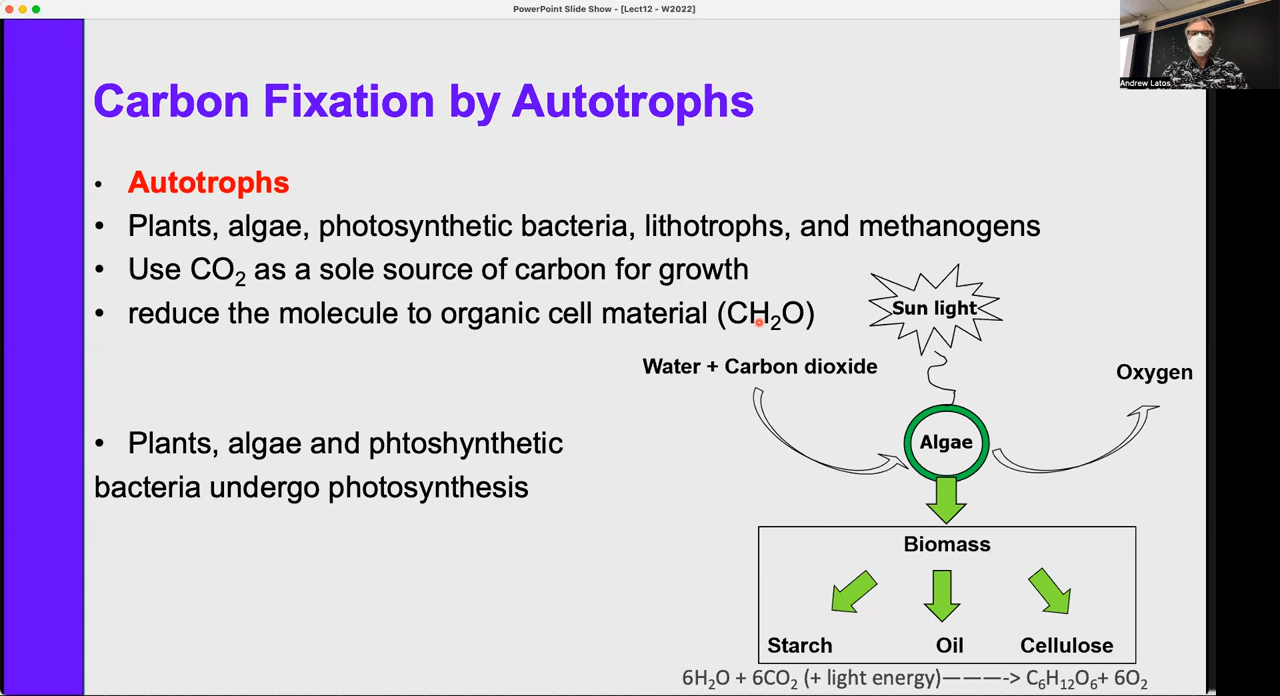 PowerPoint Slide Show - [Lect12 - W2022]
Andrew Latos
Carbon Fixation by Autotrophs
• Autotrophs
• Plants, algae, photosynthetic bacteria, lithotrophs, and methanogens
• Use CO₂ as a sole source of carbon for growth
• reduce the molecule to organic cell material (CH₂O)
Sun light
Water + Carbon dioxide
Oxygen
Algae
• Plants, algae and phtoshynthetic
bacteria undergo photosynthesis
Biomass
Starch Oil Cellulose
6H₂O + 6CO₂ (+ light energy)————-> C₆H₁₂O₆+ 6O₂